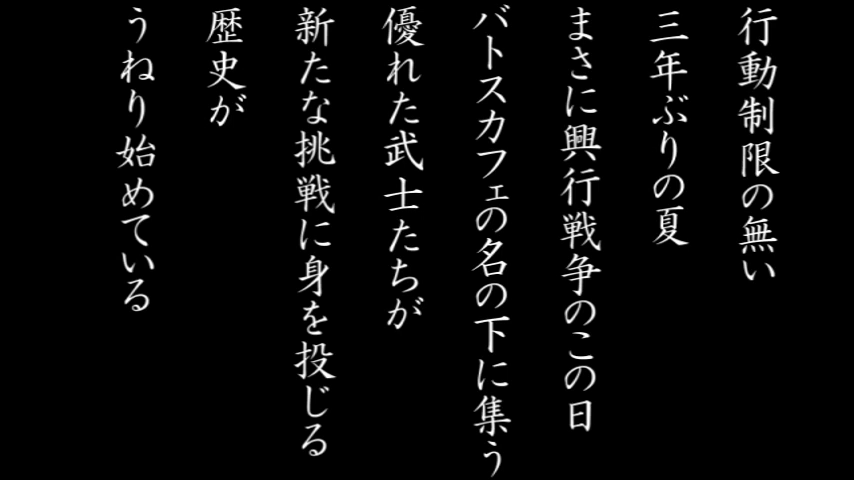 行動制限の無い
三年ぶりの夏
まさに興行戦争のこの日
バトスカフェの名の下に集う
優れた武士たちが
新たな挑戦に身を投じる
歴史が
うねり始めている